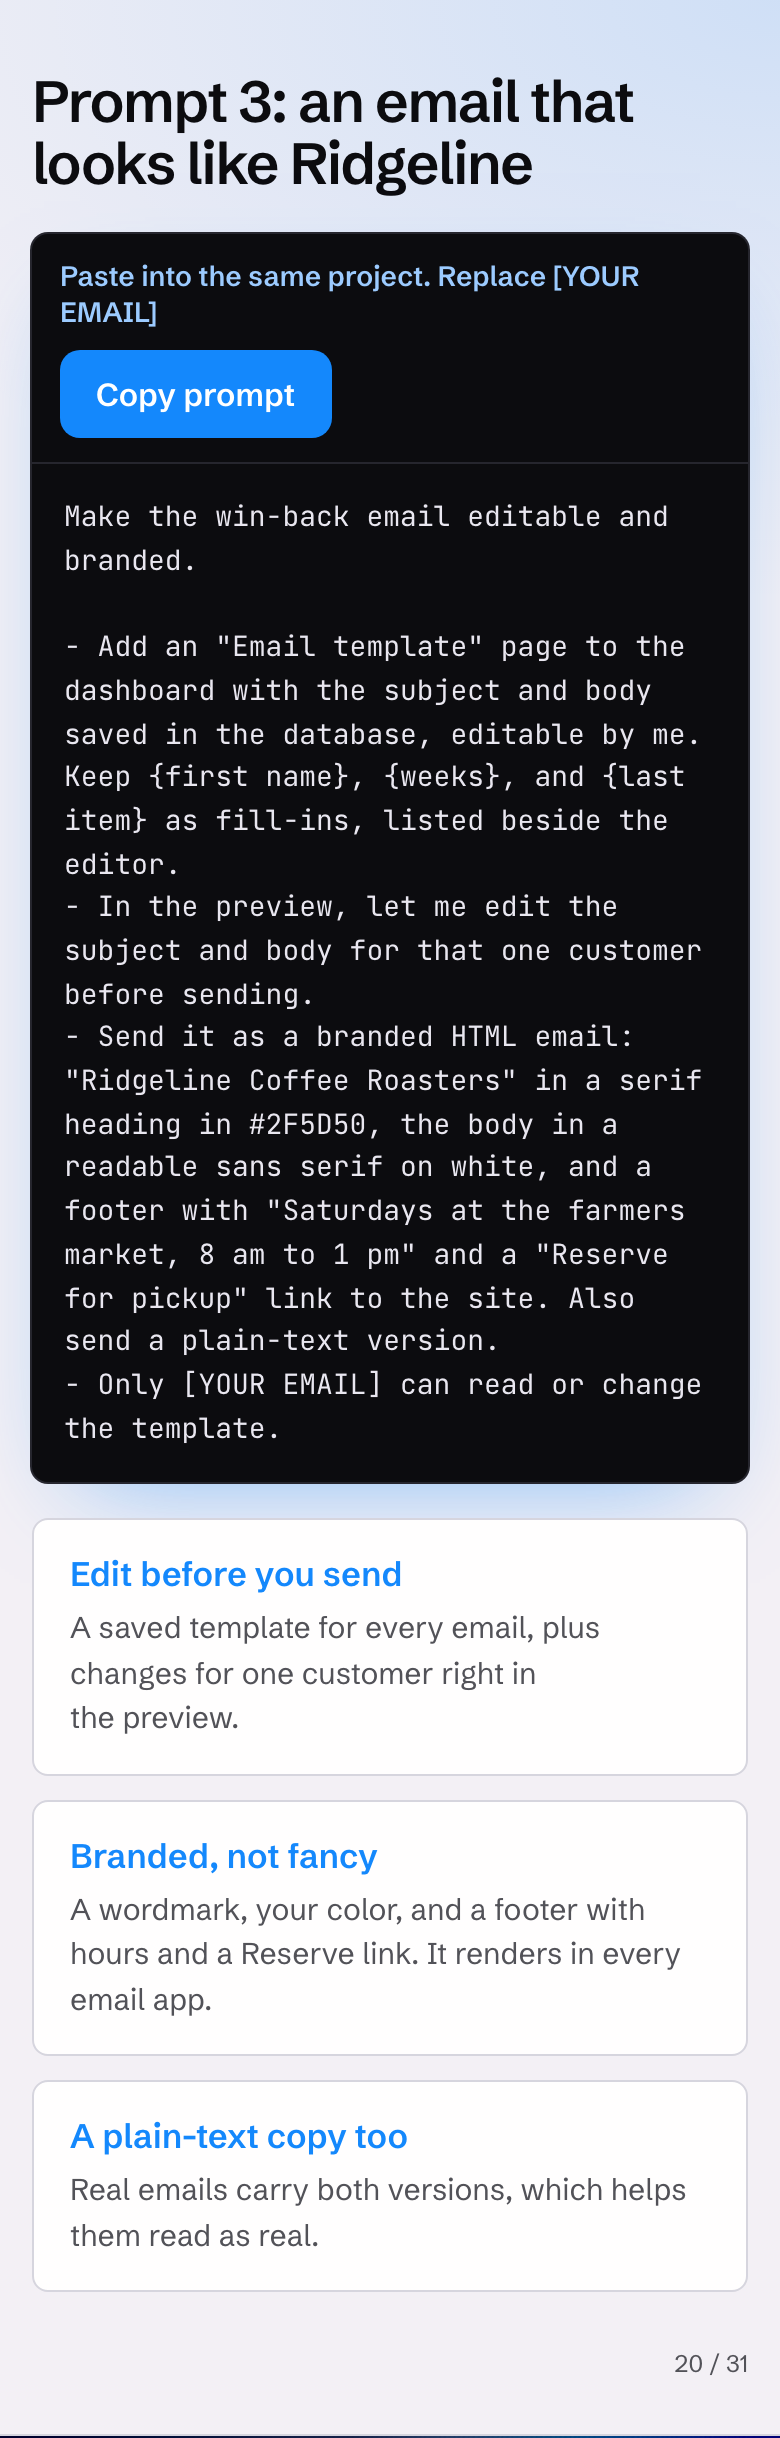 Prompt 3: an email that
looks like Ridgeline
Paste into the same project. Replace [YOUR
EMAIL]
Copy prompt
Make the win-back email editable and
branded.
- Add an "Email template" page to the
dashboard with the subject and body
saved in the database, editable by me.
Keep {first name}, {weeks}, and {last
item} as fill-ins, listed beside the
editor.
- In the preview, let me edit the
subject and body for that one customer
before sending.
- Send it as a branded HTML email:
"Ridgeline Coffee Roasters" in a serif
heading in #2F5D50, the body in a
readable sans serif on white, and a
footer with "Saturdays at the farmers
market, 8 am to 1 pm" and a "Reserve
for pickup" link to the site. Also
send a plain-text version.
- Only [YOUR EMAIL] can read or change
the template.
Edit before you send
A saved template for every email, plus
changes for one customer right in
the preview.
Branded, not fancy
A wordmark, your color, and a footer with
hours and a Reserve link. It renders in every
email app.
A plain-text copy too
Real emails carry both versions, which helps
them read as real.
20 / 31